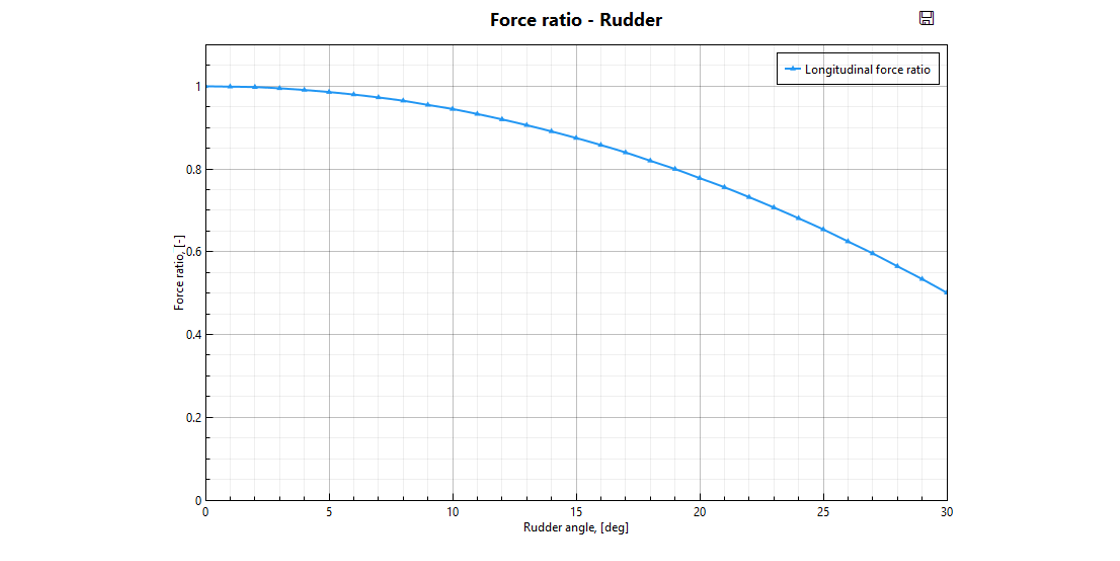 Force ratio - Rudder
Longitudinal force ratio
1
0.8
0.6
0.4
0.2
0
Force ratio, [-]
0 5 10 15 20 25 30
Rudder angle, [deg]